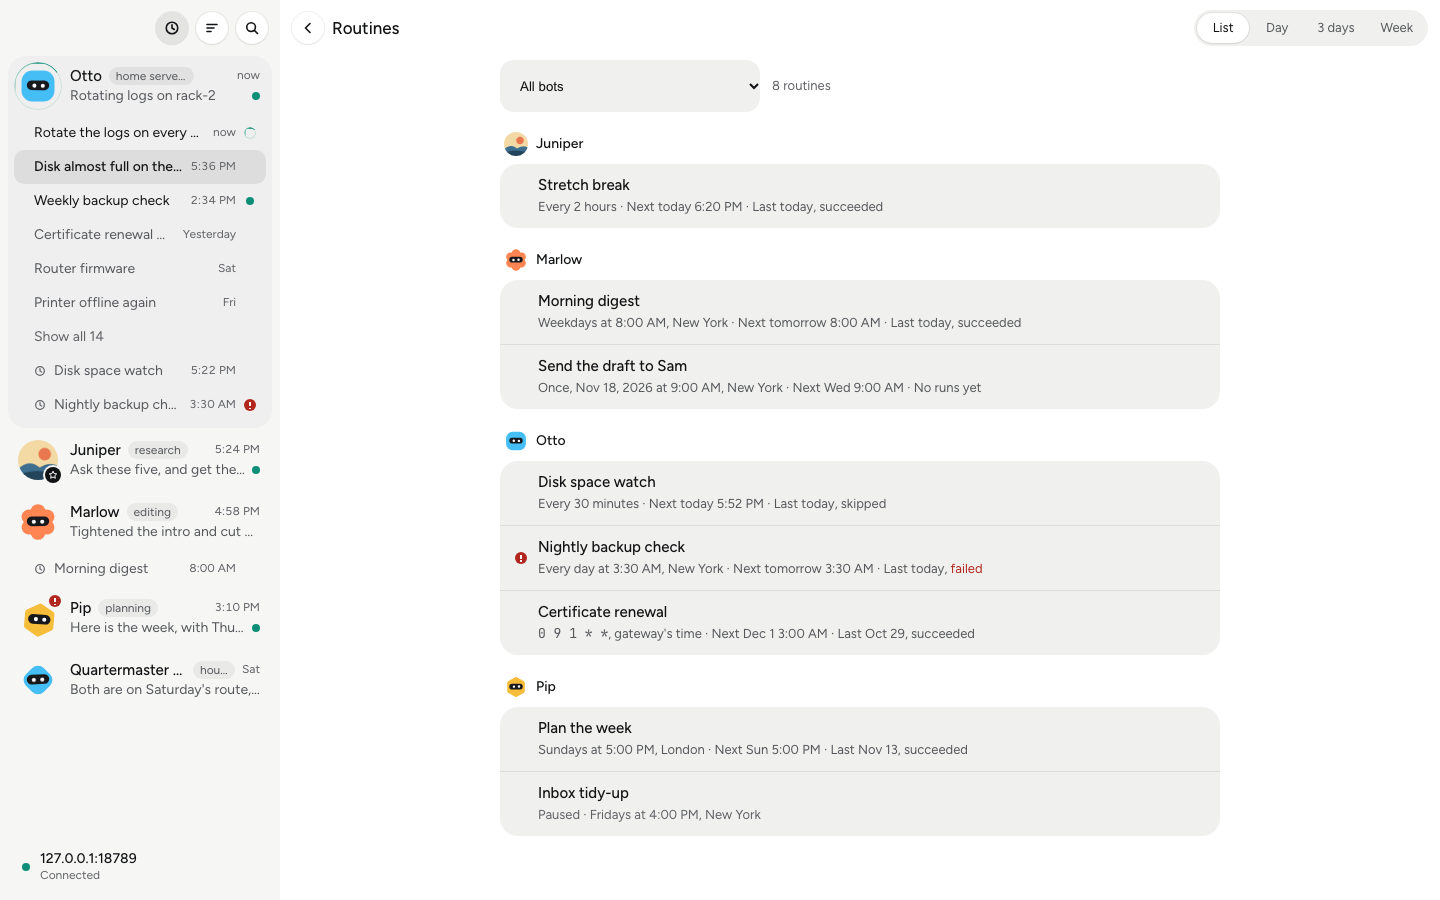 Routines
List
Day
3 days
Week
Otto
home serve...
now
Rotating logs on rack-2
Rotate the logs on every ...
now
Disk almost full on the...
5:36 PM
Weekly backup check
2:34 PM
Certificate renewal ...
Yesterday
Router firmware
Sat
Printer offline again
Fri
Show all 14
Disk space watch
5:22 PM
Nightly backup ch...
3:30 AM
Juniper
research
5:24 PM
Ask these five, and get the...
Marlow
editing
4:58 PM
Tightened the intro and cut ...
Morning digest
8:00 AM
Pip
planning
3:10 PM
Here is the week, with Thu...
Quartermaster ...
hou...
Sat
Both are on Saturday's route,...
127.0.0.1:18789
Connected
All bots
8 routines
Juniper
Stretch break
Every 2 hours · Next today 6:20 PM · Last today, succeeded
Marlow
Morning digest
Weekdays at 8:00 AM, New York · Next tomorrow 8:00 AM · Last today, succeeded
Send the draft to Sam
Once, Nov 18, 2026 at 9:00 AM, New York · Next Wed 9:00 AM · No runs yet
Otto
Disk space watch
Every 30 minutes · Next today 5:52 PM · Last today, skipped
Nightly backup check
Every day at 3:30 AM, New York · Next tomorrow 3:30 AM · Last today, failed
Certificate renewal
0 9 1 * *, gateway's time · Next Dec 1 3:00 AM · Last Oct 29, succeeded
Pip
Plan the week
Sundays at 5:00 PM, London · Next Sun 5:00 PM · Last Nov 13, succeeded
Inbox tidy-up
Paused · Fridays at 4:00 PM, New York